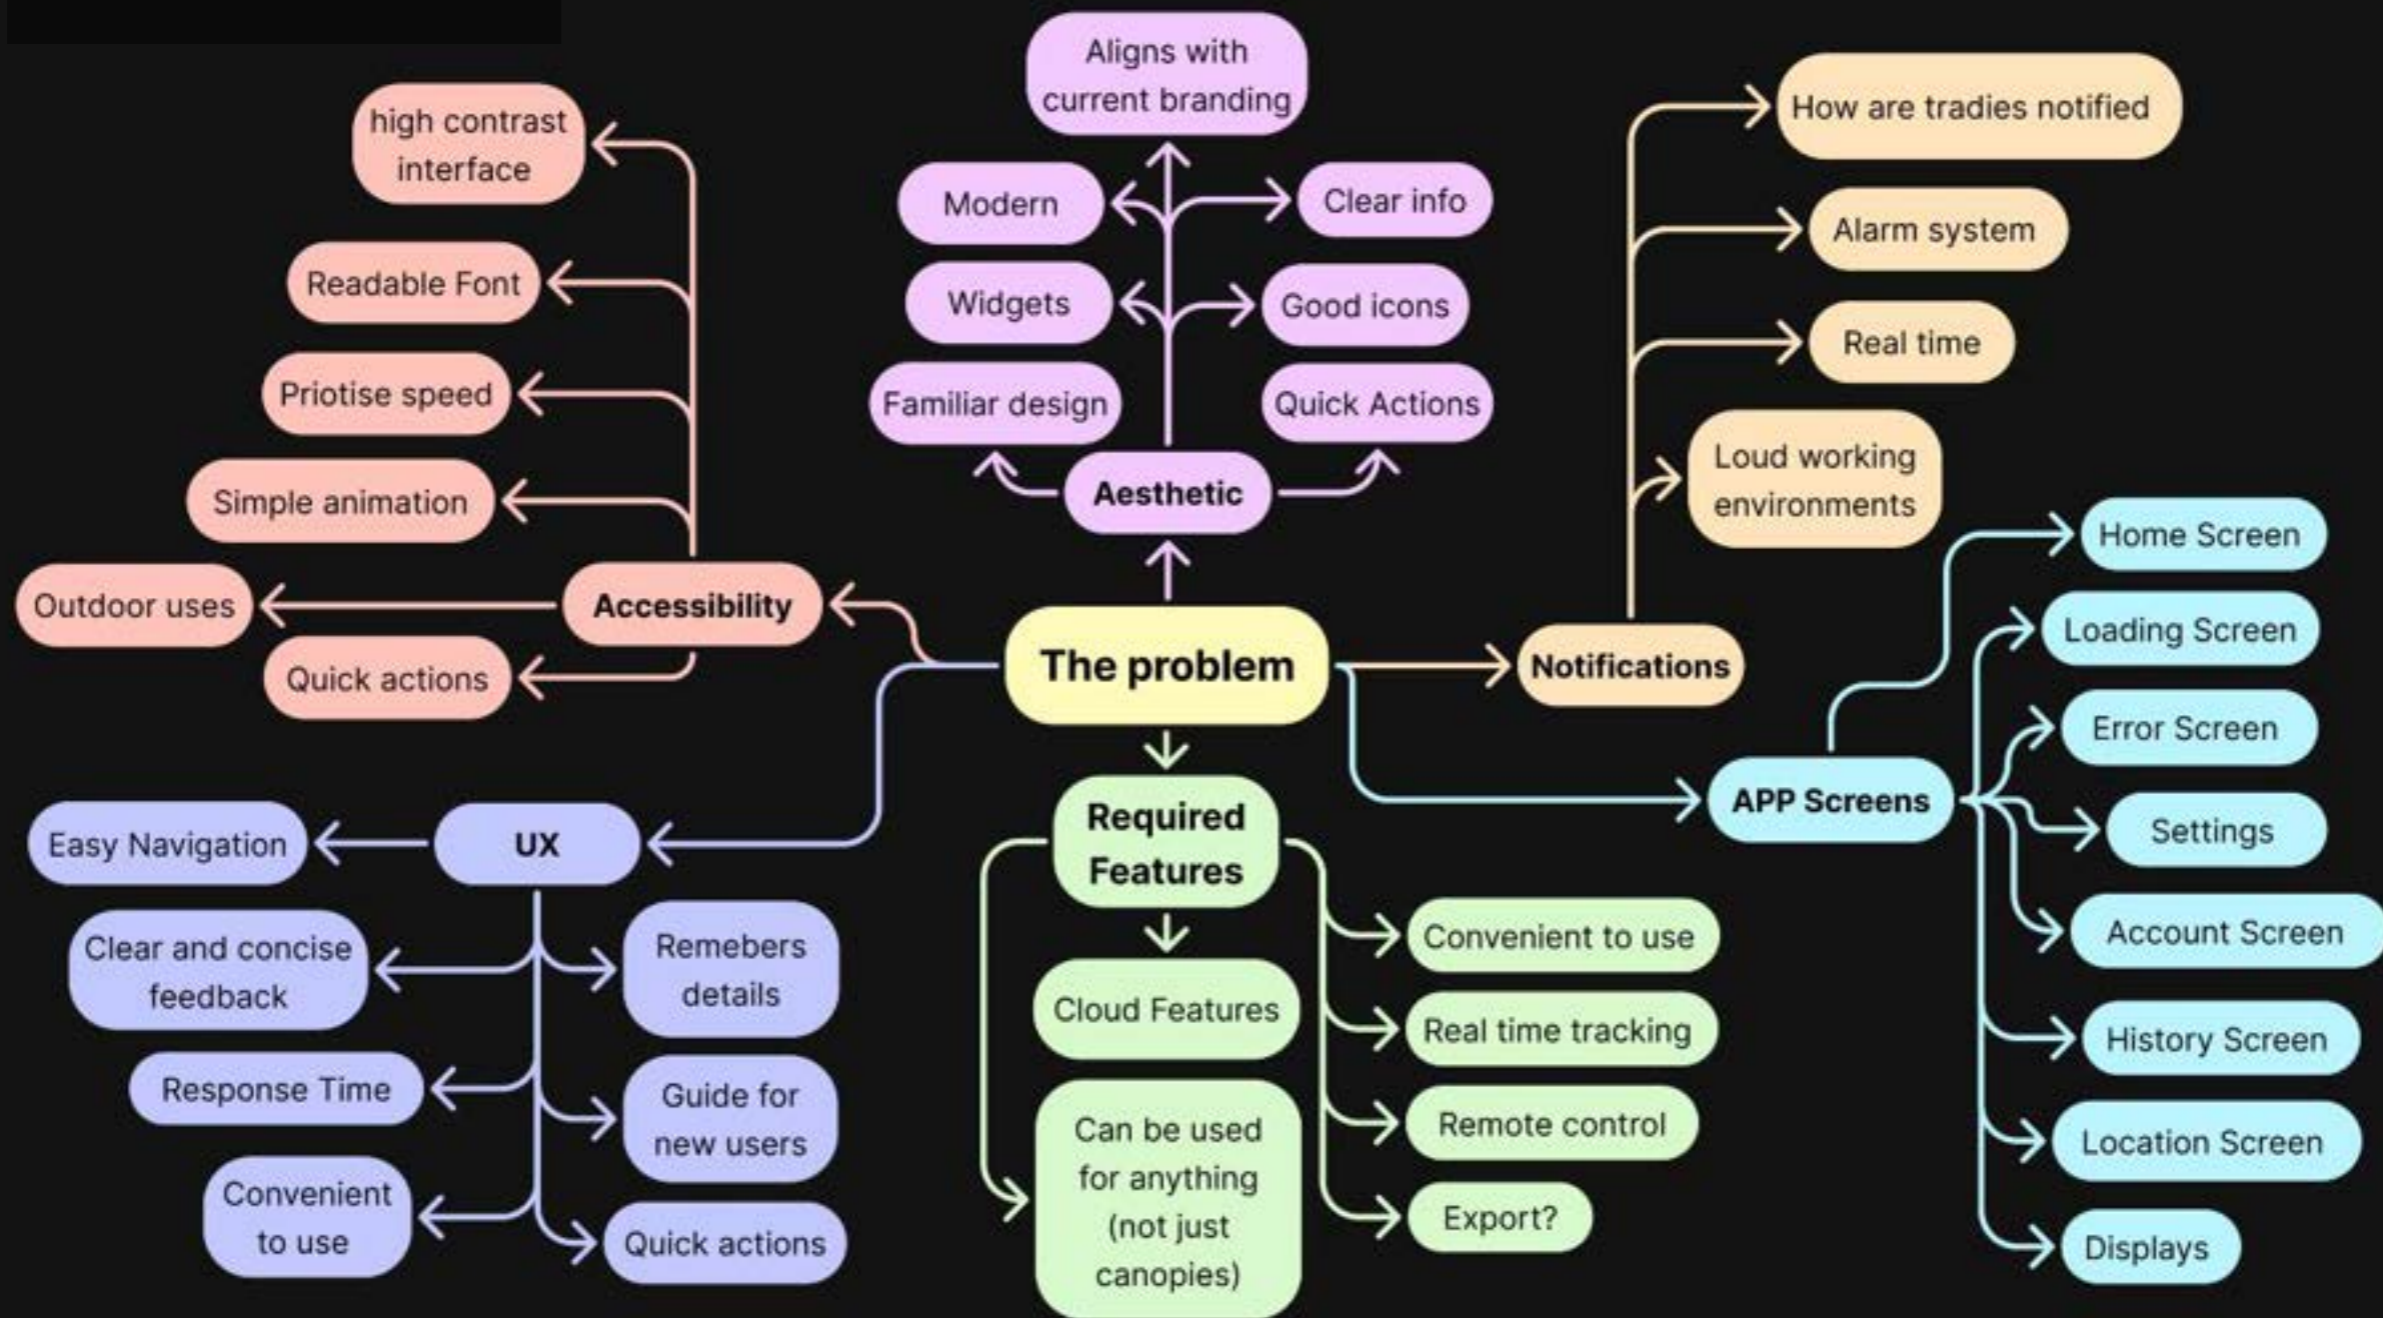 Aligns with
current branding
Modern
Clear info
Widgets
Good icons
Familiar design
Quick Actions
Aesthetic
high contrast
interface
Readable Font
Priotise speed
Simple animation
Outdoor uses
Accessibility
Quick actions
The problem
How are tradies notified
Alarm system
Real time
Loud working
environments
Notifications
Home Screen
Loading Screen
Error Screen
APP Screens
Settings
Account Screen
History Screen
Location Screen
Displays
Easy Navigation
UX
Clear and concise
feedback
Remebers
details
Response Time
Guide for
new users
Convenient
to use
Quick actions
Required
Features
Cloud Features
Can be used
for anything
(not just
canopies)
Convenient to use
Real time tracking
Remote control
Export?